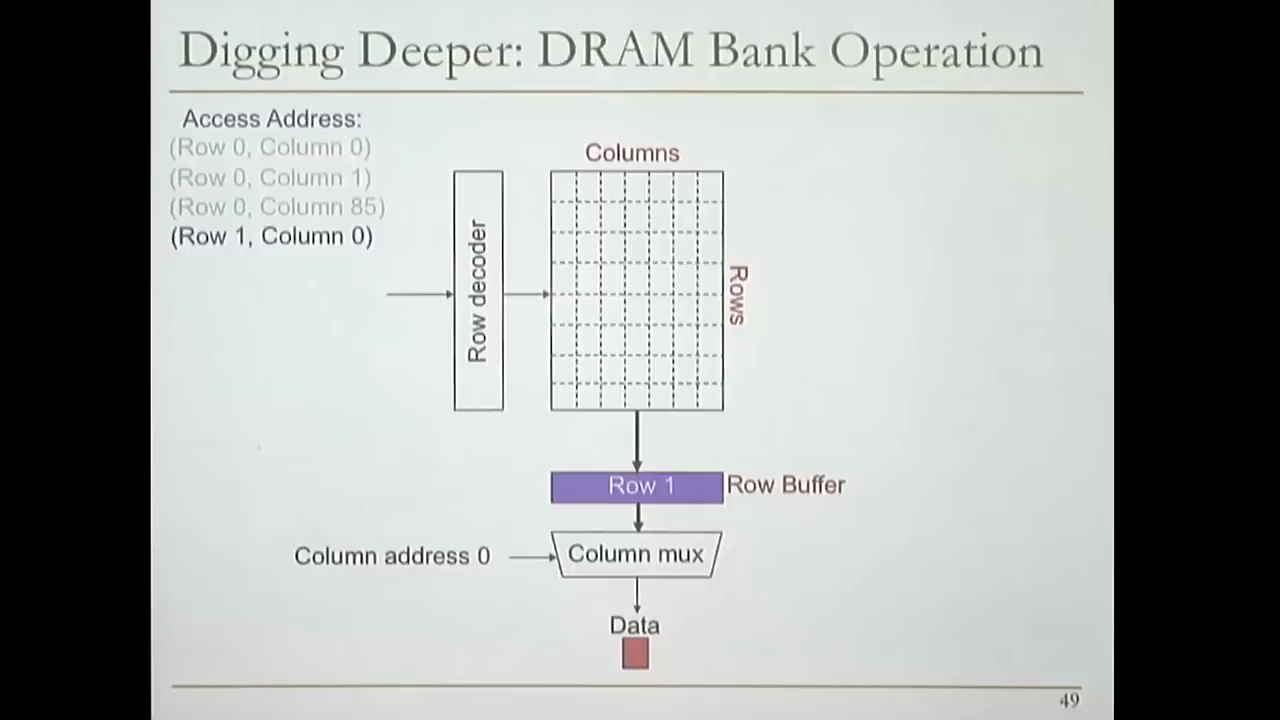 Digging Deeper: DRAM Bank Operation
Access Address:
(Row 0, Column 0)
(Row 0, Column 1)
(Row 0, Column 85)
(Row 1, Column 0)
Columns
Row decoder
Rows
Row 1
Row Buffer
Column address 0
Column mux
Data
49